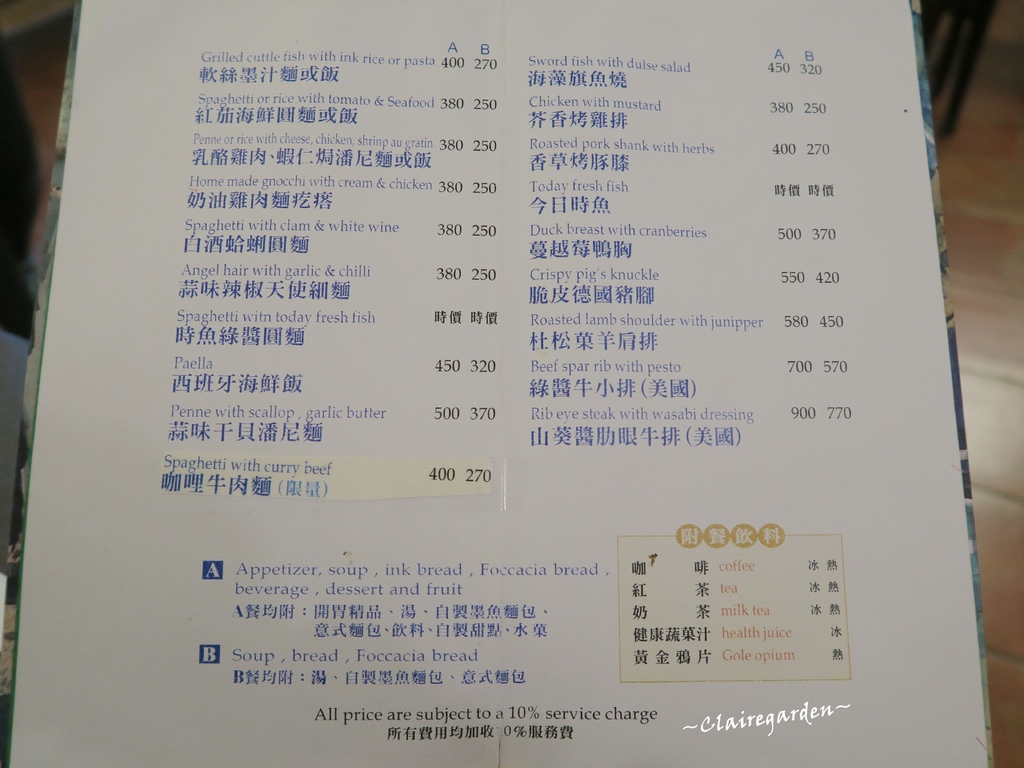 A B
Grilled cuttle fish with ink rice or pasta 400 270
軟絲墨汁麵或飯
Spaghetti or rice with tomato & Seafood 380 250
紅茄海鮮圓麵或飯
Penne or rice with cheese, chicken, shrinp au gratin 380 250
乳酪雞肉、蝦仁焗潘尼麵或飯
Home made gnocchi with cream & chicken 380 250
奶油雞肉麵疙瘩
Spaghetti with clam & white wine 380 250
白酒蛤蜊圓麵
Angel hair with garlic & chilli 380 250
蒜味辣椒天使細麵
Spaghetti witn today fresh fish 時價 時價
時魚綠醬圓麵
Paella 450 320
西班牙海鮮飯
Penne with scallop , garlic butter 500 370
蒜味干貝潘尼麵
Spaghetti with curry beef 400 270
咖哩牛肉麵(限量)
A B
Sword fish with dulse salad 450 320
海藻旗魚燒
Chicken with mustard 380 250
芥香烤雞排
Roasted pork shank with herbs 400 270
香草烤豚膝
Today fresh fish 時價 時價
今日時魚
Duck breast with cranberries 500 370
蔓越莓鴨胸
Crispy pig's knuckle 550 420
脆皮德國豬腳
Roasted lamb shoulder with junipper 580 450
杜松菓羊肩排
Beef spar rib with pesto 700 570
綠醬牛小排(美國)
Rib eye steak with wasabi dressing 900 770
山葵醬肋眼牛排(美國)
A Appetizer, soup , ink bread , Foccacia bread ,
beverage , dessert and fruit
A餐均附：開胃精品、湯、自製墨魚麵包、
意式麵包、飲料、自製甜點、水菓
B Soup , bread , Foccacia bread
B餐均附：湯、自製墨魚麵包、意式麵包
附餐飲料
咖啡 coffee 冰 熱
紅茶 tea 冰 熱
奶茶 milk tea 冰 熱
健康蔬菓汁 health juice 冰
黃金鴉片 Gole opium 熱
All price are subject to a 10% service charge
所有費用均加收10%服務費
~Clairegarden~